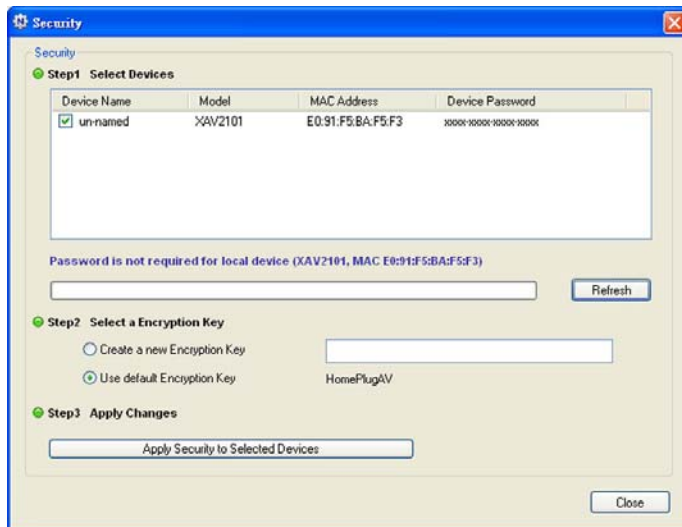 Security
Security
Step1 Select Devices
Device Name Model MAC Address Device Password
un-named XAV2101 E0:91:F5:BA:F5:F3 xxxx-xxxx-xxxx-xxxx
Password is not required for local device (XAV2101, MAC E0:91:F5:BA:F5:F3)
Refresh
Step2 Select a Encryption Key
Create a new Encryption Key
Use default Encryption Key HomePlugAV
Step3 Apply Changes
Apply Security to Selected Devices
Close